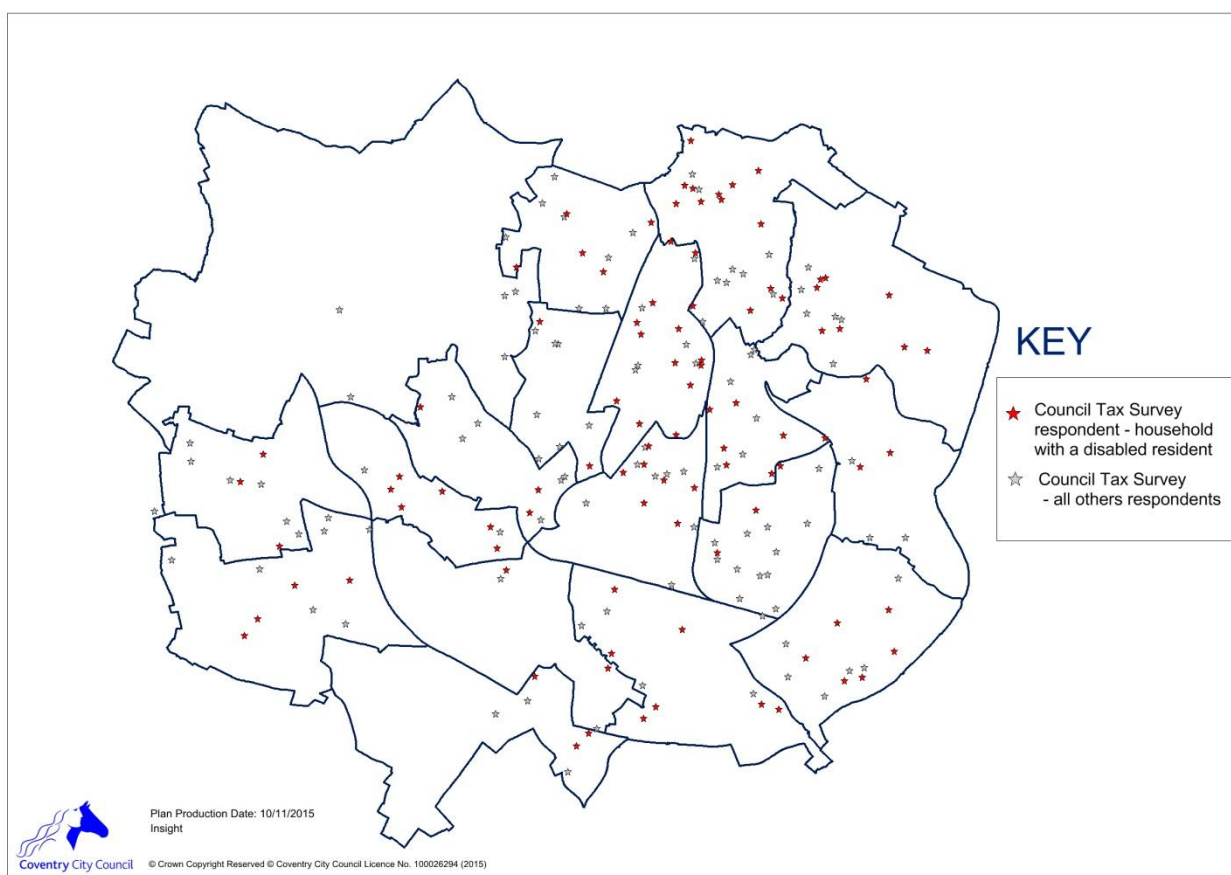 KEY
Council Tax Survey
respondent - household
with a disabled resident
Council Tax Survey
- all others respondents
Plan Production Date: 10/11/2015
Insight
Coventry City Council
© Crown Copyright Reserved © Coventry City Council Licence No. 100026294 (2015)